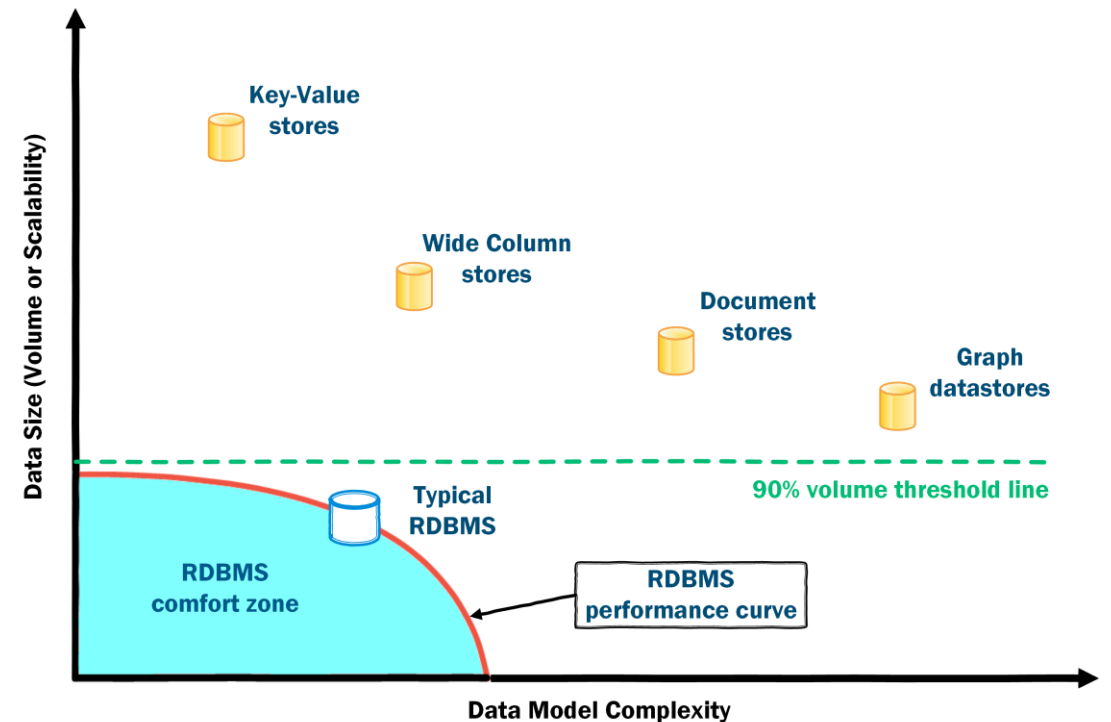 Key-Value
stores
Data Size (Volume or Scalability)
Wide Column
stores
Document
stores
Graph
datastores
90% volume threshold line
Typical
RDBMS
RDBMS
comfort zone
RDBMS
performance curve
Data Model Complexity